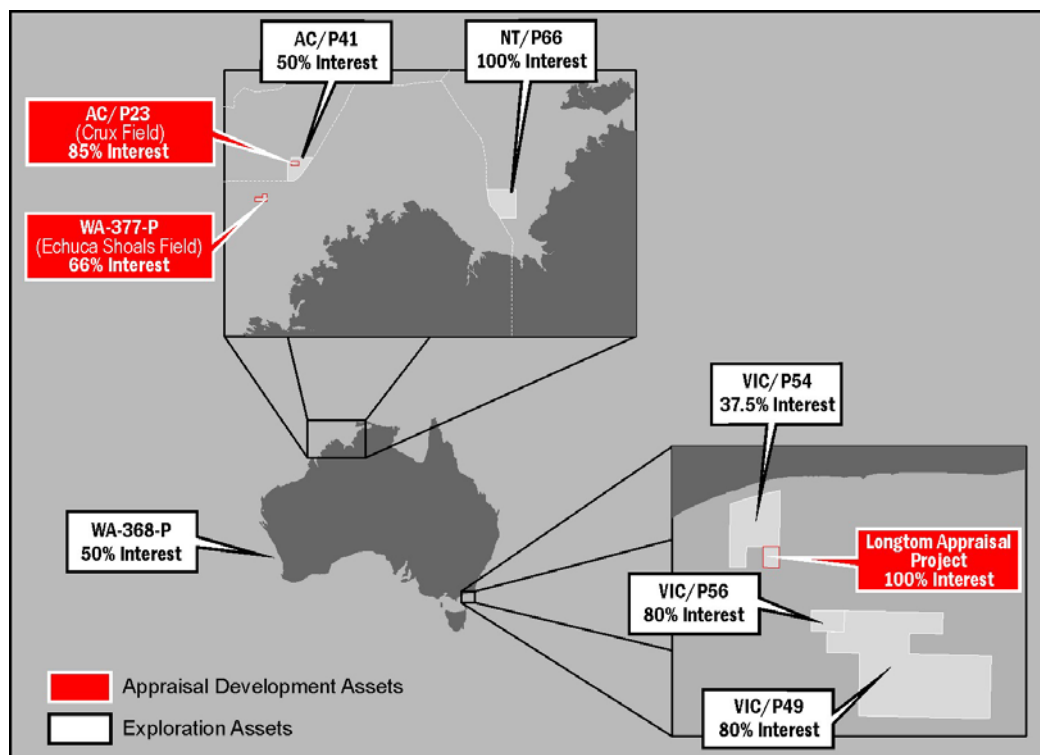 AC/P41
50% Interest
NT/P66
100% Interest
AC/P23
(Crux Field)
85% Interest
WA-377-P
(Echuca Shoals Field)
66% Interest
VIC/P54
37.5% Interest
WA-368-P
50% Interest
Longtom Appraisal
Project
100% Interest
VIC/P56
80% Interest
VIC/P49
80% Interest
Appraisal Development Assets
Exploration Assets